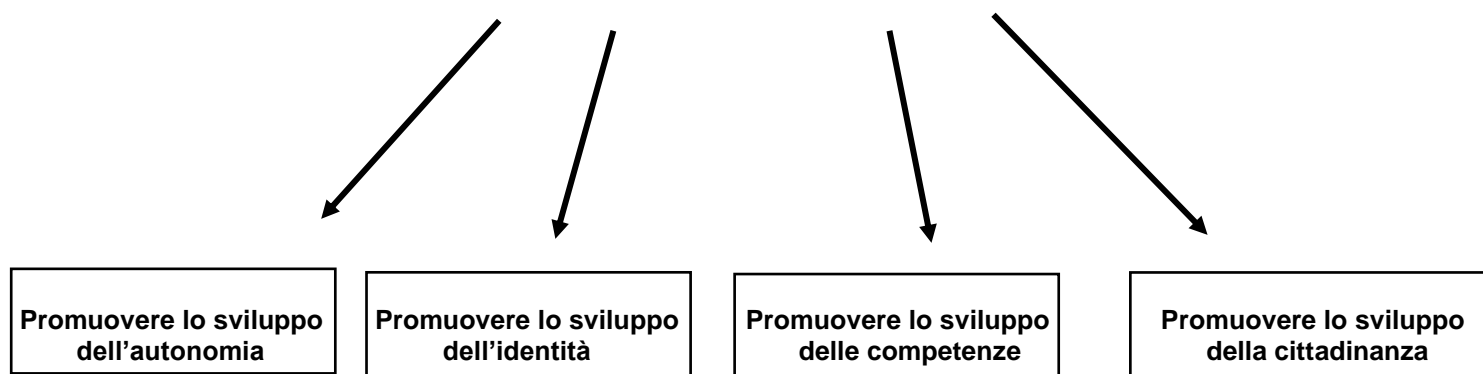 Promuovere lo sviluppo
dell’autonomia
Promuovere lo sviluppo
dell’identità
Promuovere lo sviluppo
delle competenze
Promuovere lo sviluppo
della cittadinanza